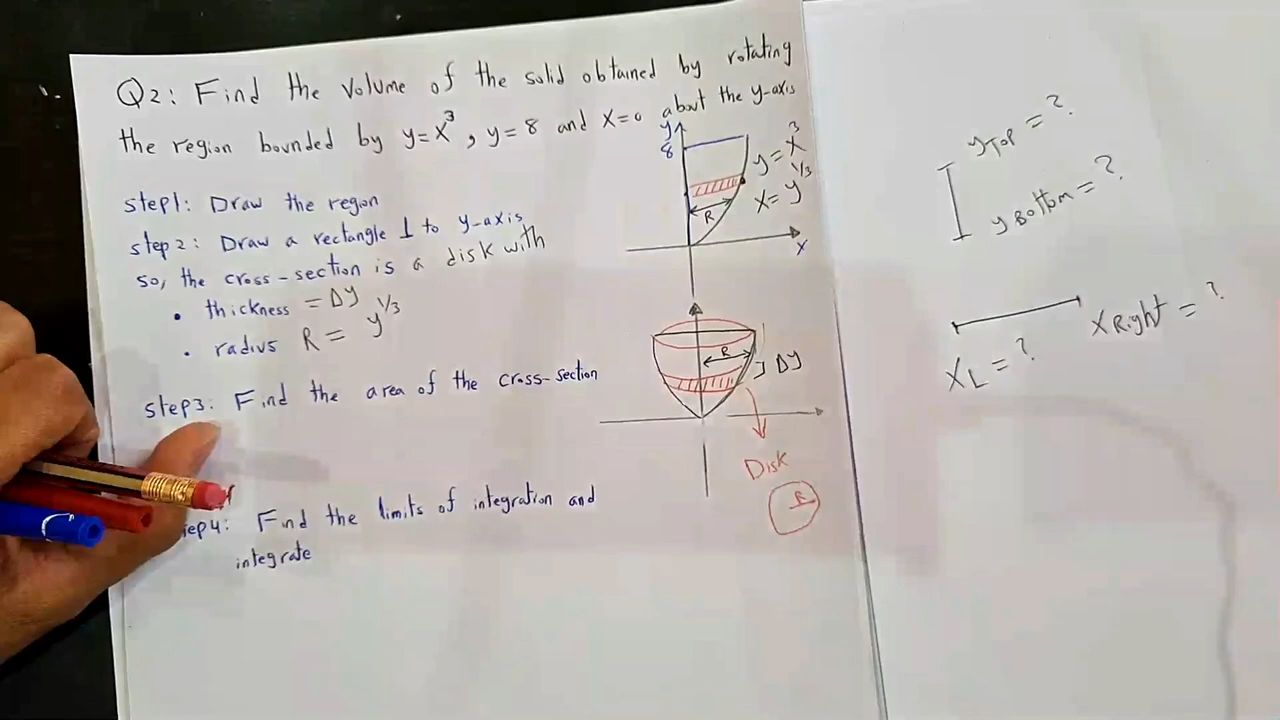 Q2: Find the volume of the solid obtained by rotating
the region bounded by y=x³, y=8 and x=0 about the y-axis
step1: Draw the region
step2: Draw a rectangle ⊥ to y-axis
so, the cross-section is a disk with
• thickness = Δy
• radius R = y^1/3
step3: Find the area of the cross-section
iep4: Find the limits of integration and
integrate
y
8
y=x³
x=y^1/3
R
x
R
Δy
Disk
R
y Top = ?
y Bottom = ?
x Right = ?
x L = ?